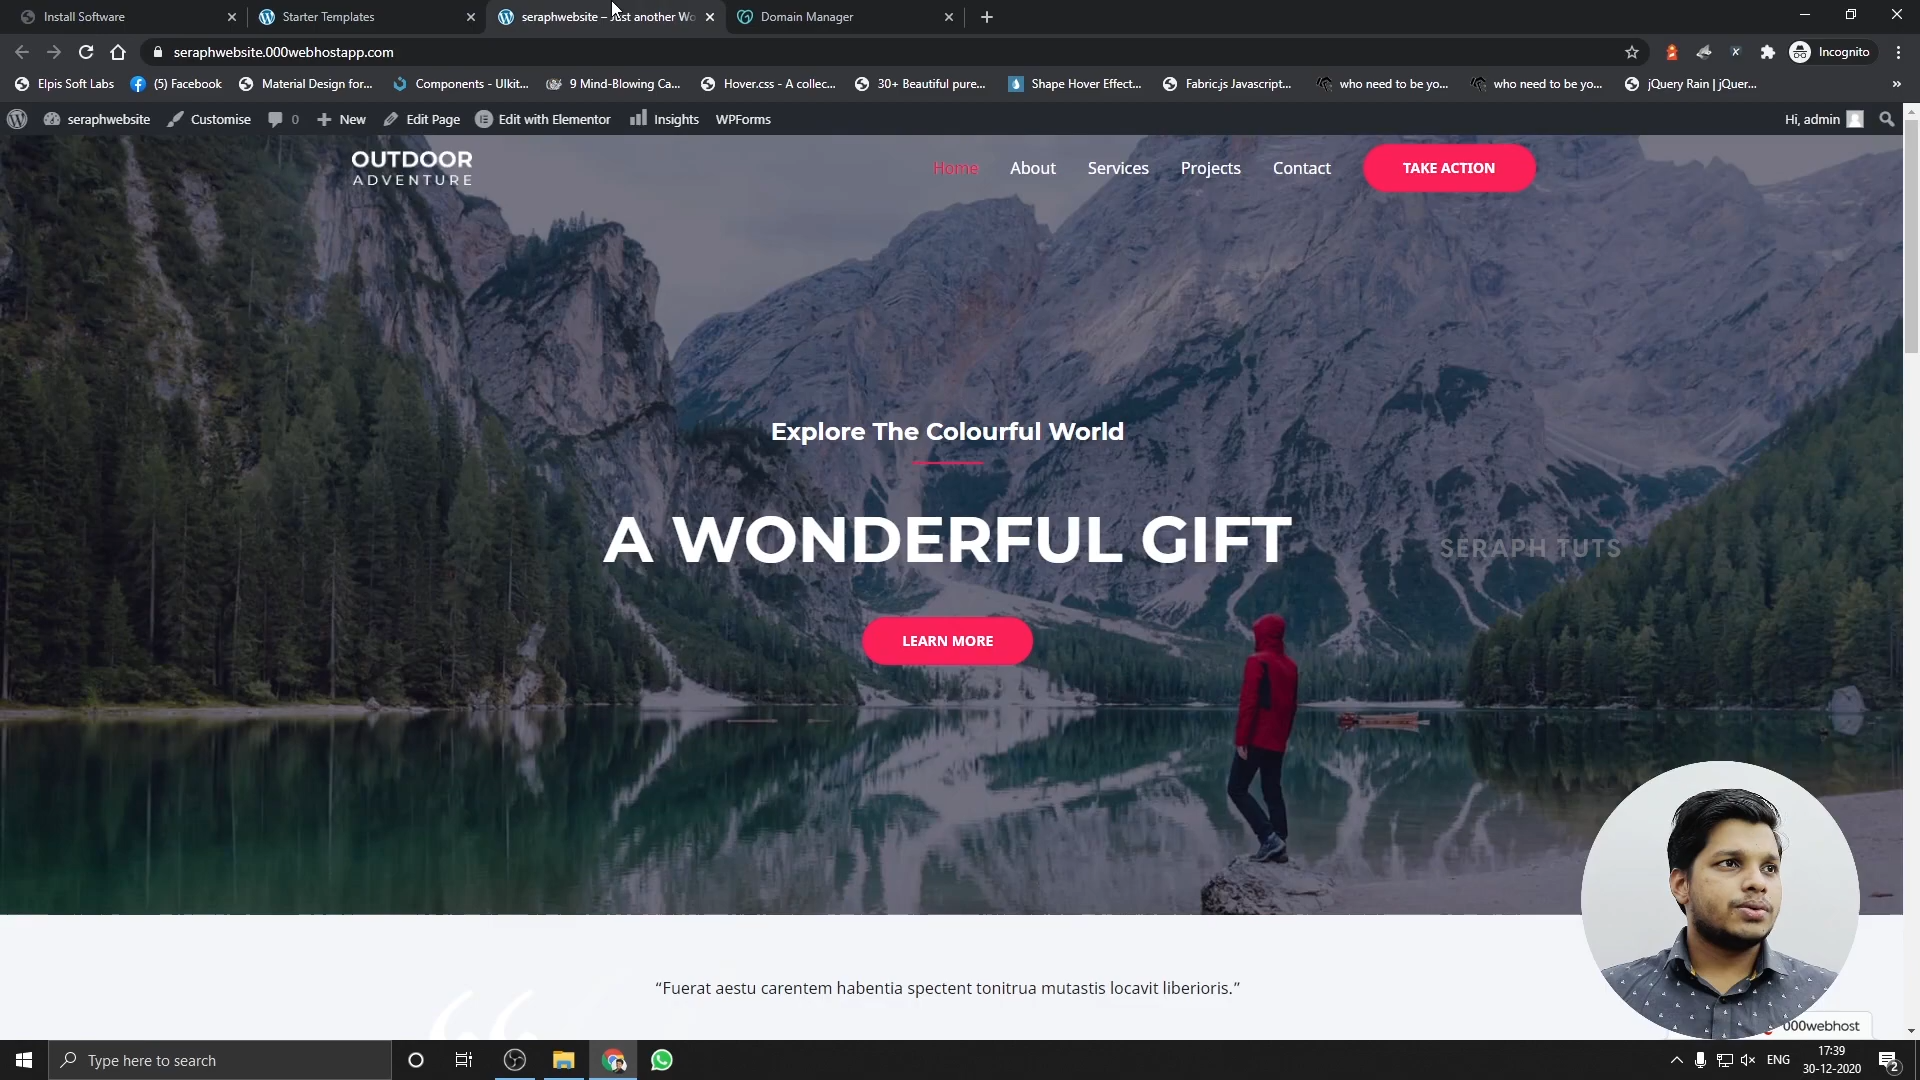 Install Software
Starter Templates
seraphwebsite – Just another Wo
Domain Manager
seraphwebsite.000webhostapp.com
Incognito
Elpis Soft Labs
(5) Facebook
Material Design for...
Components - UIkit...
9 Mind-Blowing Ca...
Hover.css - A collec...
30+ Beautiful pure...
Shape Hover Effect...
Fabric.js Javascript...
who need to be yo...
who need to be yo...
jQuery Rain | jQuer...
»
seraphwebsite
Customise
0
New
Edit Page
Edit with Elementor
Insights
WPForms
Hi, admin
OUTDOOR
ADVENTURE
Home
About
Services
Projects
Contact
TAKE ACTION
Explore The Colourful World
A WONDERFUL GIFT
SERAPH TUTS
LEARN MORE
“Fuerat aestu carentem habentia spectent tonitrua mutastis locavit liberioris.”
000webhost
Type here to search
ENG
17:39
30-12-2020
2